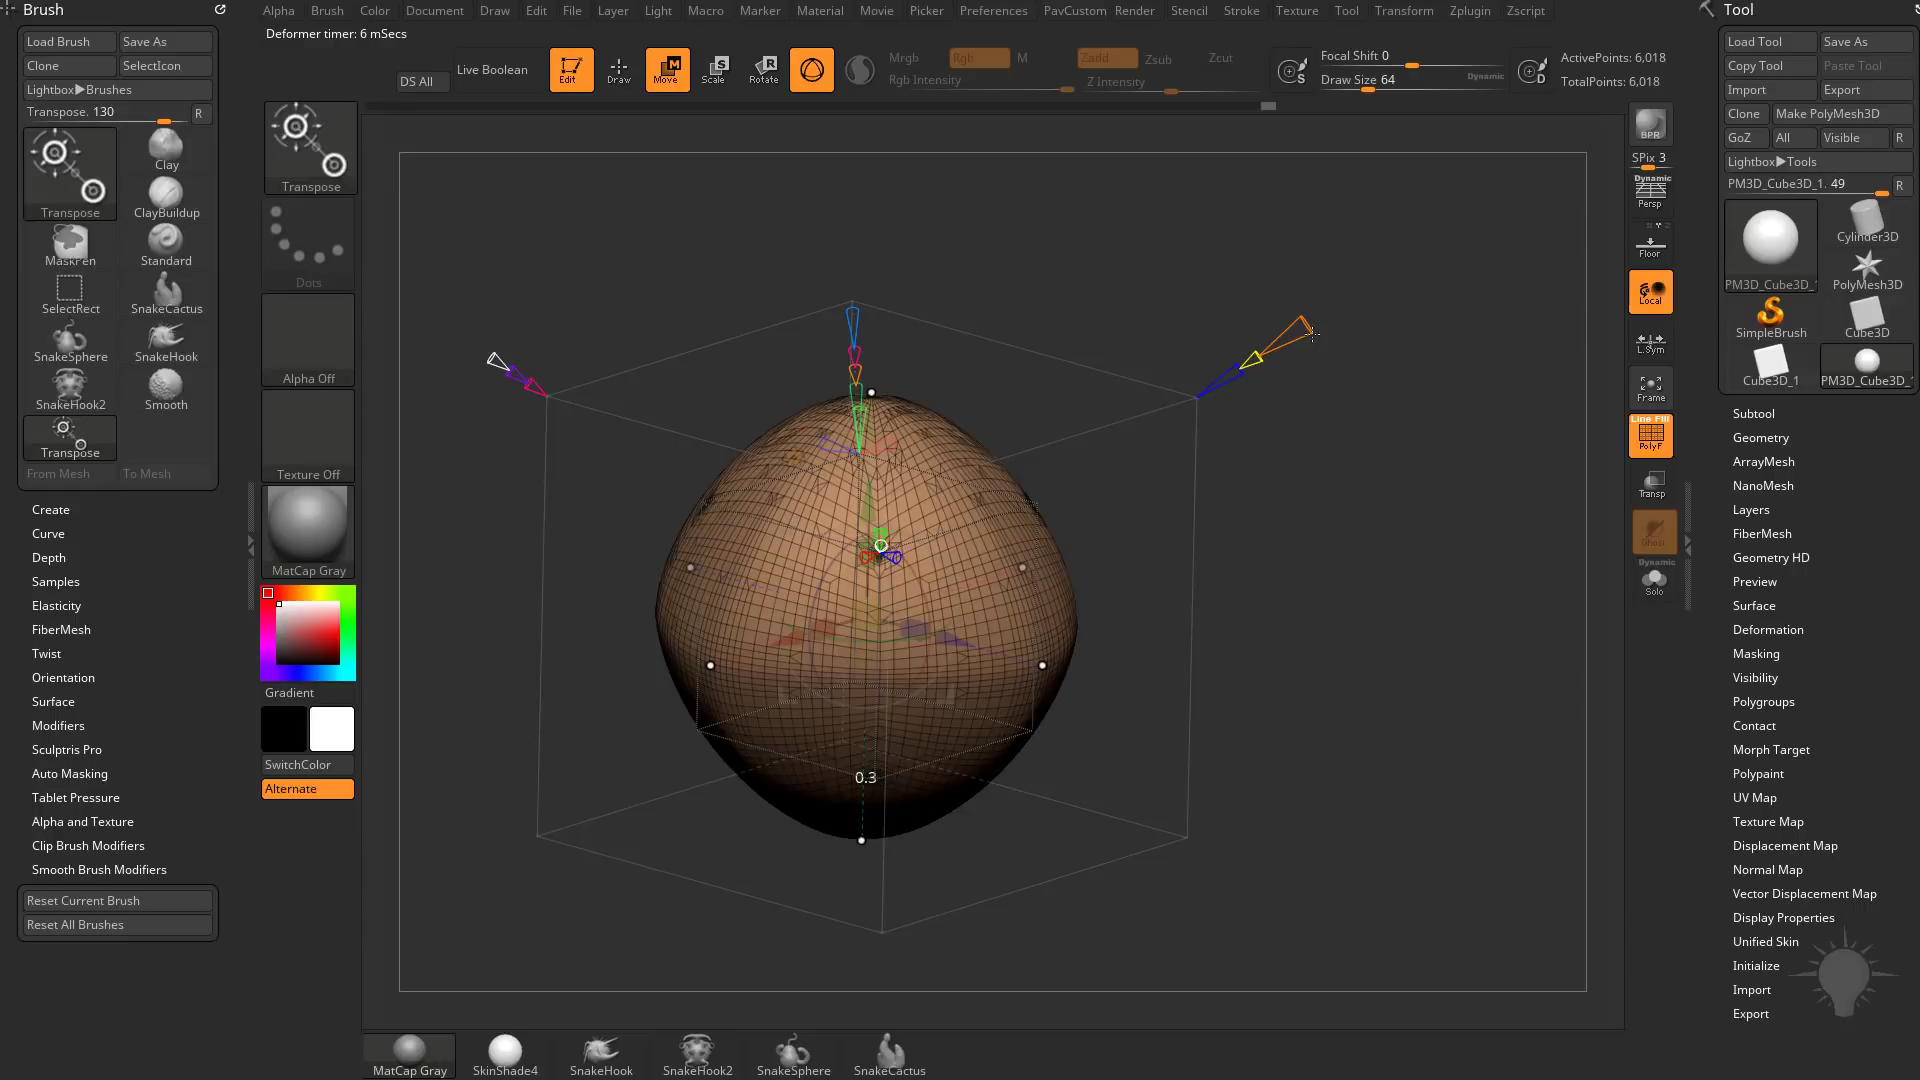 Brush
Alpha Brush Color Document Draw Edit File Layer Light Macro Marker Material Movie Picker Preferences PavCustom Render Stencil Stroke Texture Tool Transform Zplugin Zscript
Tool
Deformer timer: 6 mSecs
Load Brush Save As
Clone SelectIcon
Lightbox▶Brushes
Transpose. 130 R
Transpose
Clay
ClayBuildup
MaskPen
Standard
SelectRect
SnakeCactus
SnakeSphere
SnakeHook
SnakeHook2
Smooth
Transpose
From Mesh To Mesh
Create
Curve
Depth
Samples
Elasticity
FiberMesh
Twist
Orientation
Surface
Modifiers
Sculptris Pro
Auto Masking
Tablet Pressure
Alpha and Texture
Clip Brush Modifiers
Smooth Brush Modifiers
Reset Current Brush
Reset All Brushes
DS All
Live Boolean
Edit
Draw
M
Move
S
Scale
R
Rotate
Mrgb Rgb M
Rgb Intensity
Zadd Zsub Zcut
Z Intensity
S
Focal Shift 0
Draw Size 64 Dynamic
D
ActivePoints: 6,018
TotalPoints: 6,018
Transpose
Dots
Alpha Off
Texture Off
MatCap Gray
Gradient
SwitchColor
Alternate
0.3
BPR
SPix 3
Dynamic
Persp
Floor
Local
L.Sym
Frame
Line Fill
PolyF
Transp
Ghost
Dynamic
Solo
Load Tool Save As
Copy Tool Paste Tool
Import Export
Clone Make PolyMesh3D
GoZ All Visible R
Lightbox▶Tools
PM3D_Cube3D_1. 49 R
PM3D_Cube3D_1
Cylinder3D
PolyMesh3D
SimpleBrush
Cube3D
Cube3D_1
PM3D_Cube3D_1
Subtool
Geometry
ArrayMesh
NanoMesh
Layers
FiberMesh
Geometry HD
Preview
Surface
Deformation
Masking
Visibility
Polygroups
Contact
Morph Target
Polypaint
UV Map
Texture Map
Displacement Map
Normal Map
Vector Displacement Map
Display Properties
Unified Skin
Initialize
Import
Export
MatCap Gray SkinShade4 SnakeHook SnakeHook2 SnakeSphere SnakeCactus